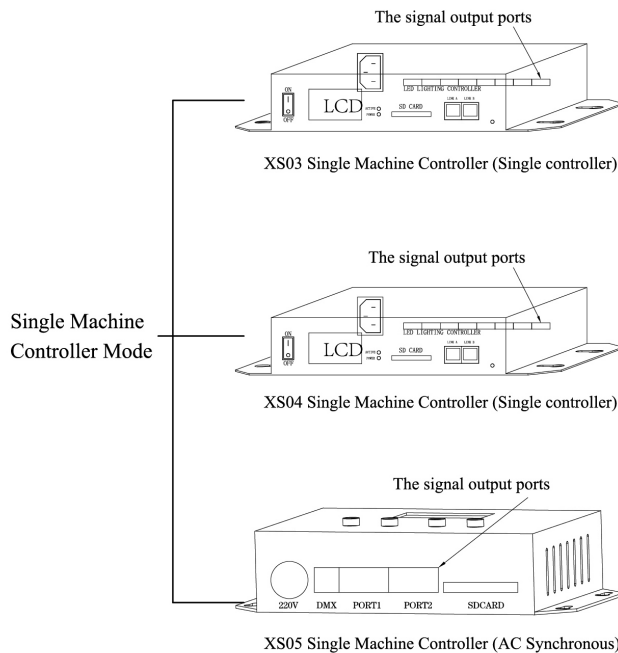 The signal output ports
ON
OFF
LCD
ACTIVE
POWER
LED LIGHTING CONTROLLER
SD CARD
LINE A LINE B
XS03 Single Machine Controller (Single controller)
The signal output ports
Single Machine
Controller Mode
ON
OFF
LCD
ACTIVE
POWER
LED LIGHTING CONTROLLER
SD CARD
LINE A LINE B
XS04 Single Machine Controller (Single controller)
The signal output ports
220V DMX PORT1 PORT2 SDCARD
XS05 Single Machine Controller (AC Synchronous)